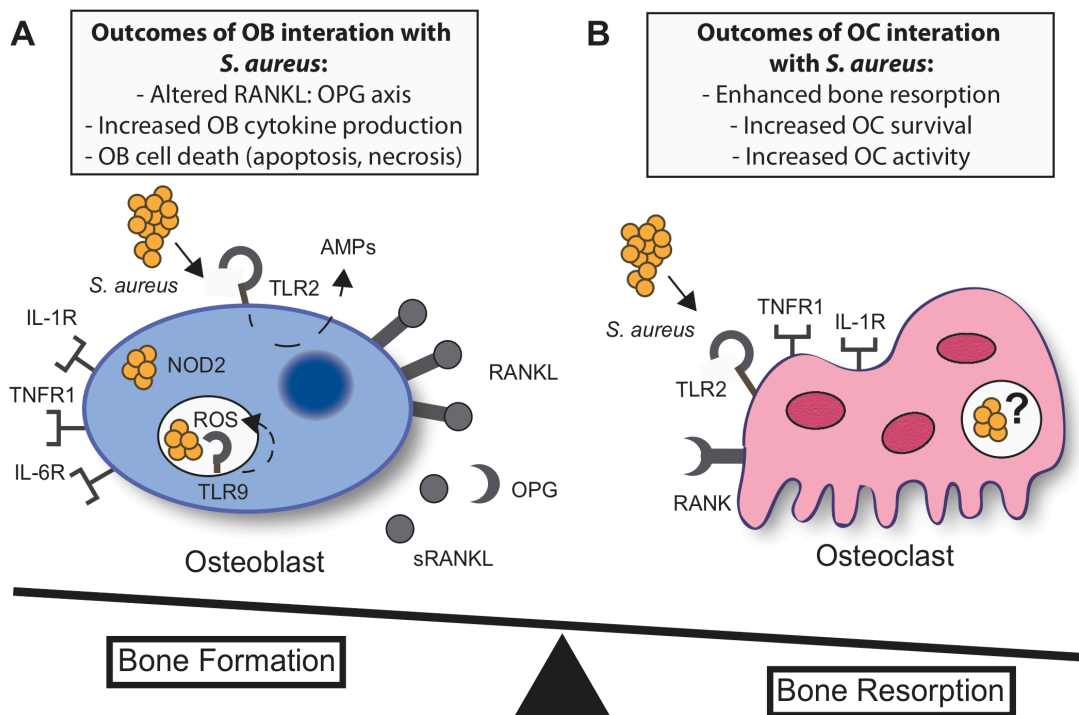 A
Outcomes of OB interation with
S. aureus:
- Altered RANKL: OPG axis
- Increased OB cytokine production
- OB cell death (apoptosis, necrosis)
B
Outcomes of OC interation
with S. aureus:
- Enhanced bone resorption
- Increased OC survival
- Increased OC activity
S. aureus
TLR2
AMPs
IL-1R
NOD2
TNFR1
ROS
IL-6R
TLR9
RANKL
OPG
sRANKL
Osteoblast
S. aureus
TNFR1
IL-1R
TLR2
?
RANK
Osteoclast
Bone Formation
Bone Resorption